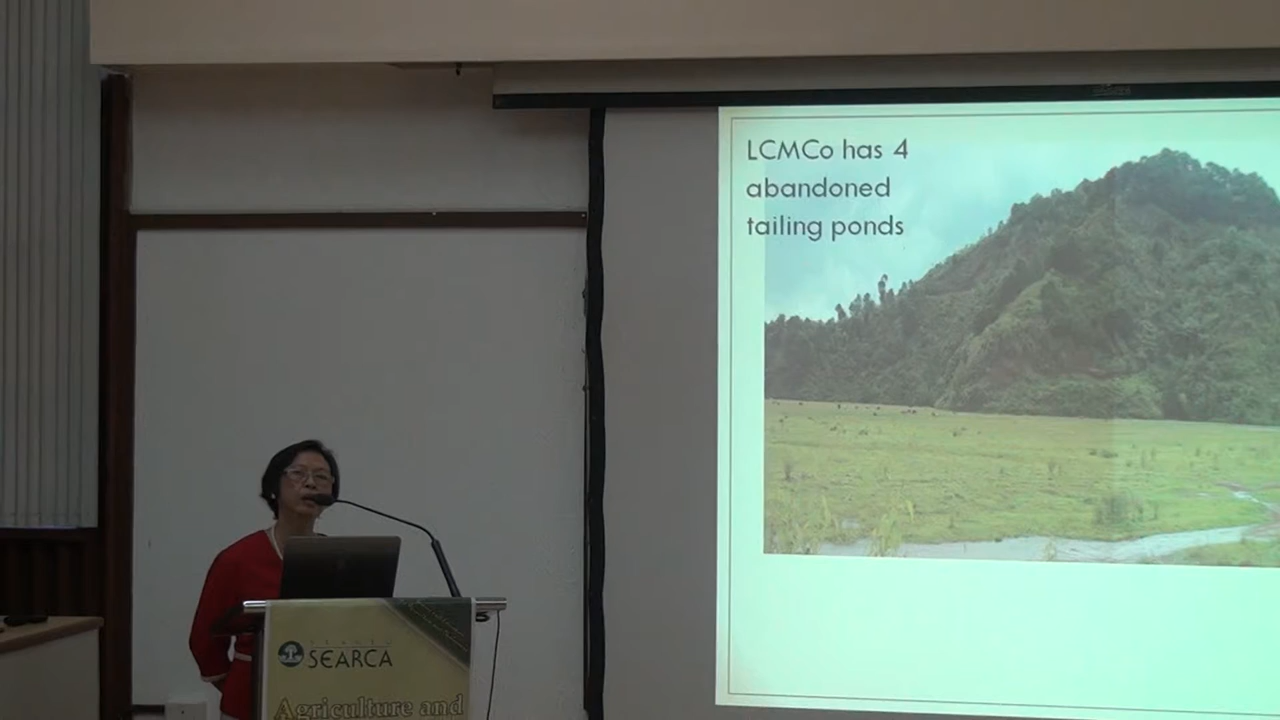 LCMCo has 4
abandoned
tailing ponds
SEARCA
Agriculture and